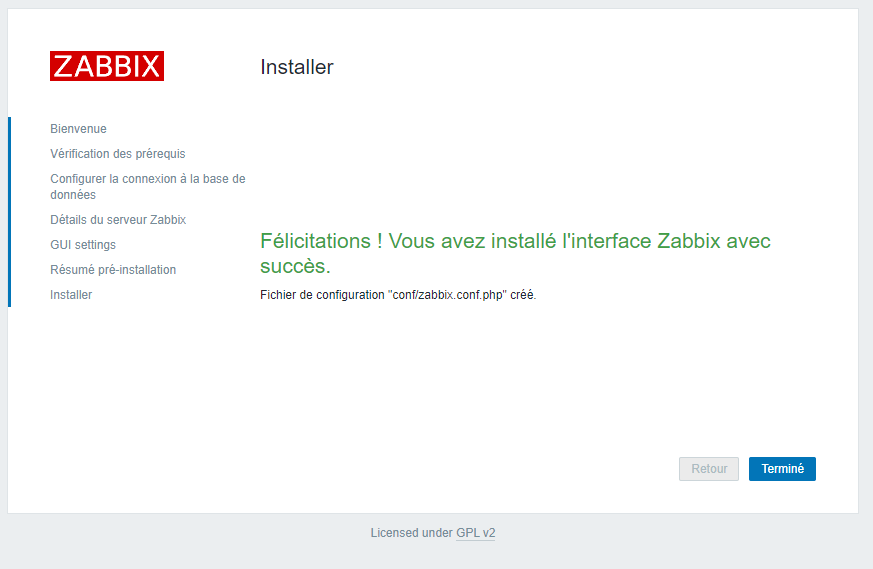 ZABBIX
Installer
Bienvenue
Vérification des prérequis
Configurer la connexion à la base de
données
Détails du serveur Zabbix
GUI settings
Résumé pré-installation
Installer
Félicitations ! Vous avez installé l'interface Zabbix avec
succès.
Fichier de configuration "conf/zabbix.conf.php" créé.
Retour
Terminé
Licensed under GPL v2